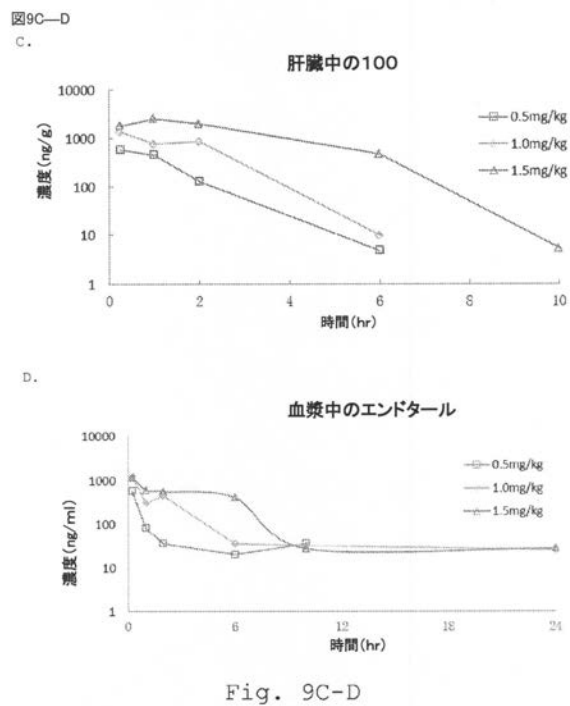 図9C—D
C.
肝臓中の100
10000
1000
100
10
1
濃度(ng/g)
0
2
4
6
8
10
時間(hr)
0.5mg/kg
1.0mg/kg
1.5mg/kg
D.
血漿中のエンドタール
10000
1000
100
10
1
濃度(ng/ml)
0
6
12
18
24
時間(hr)
0.5mg/kg
1.0mg/kg
1.5mg/kg
Fig. 9C-D